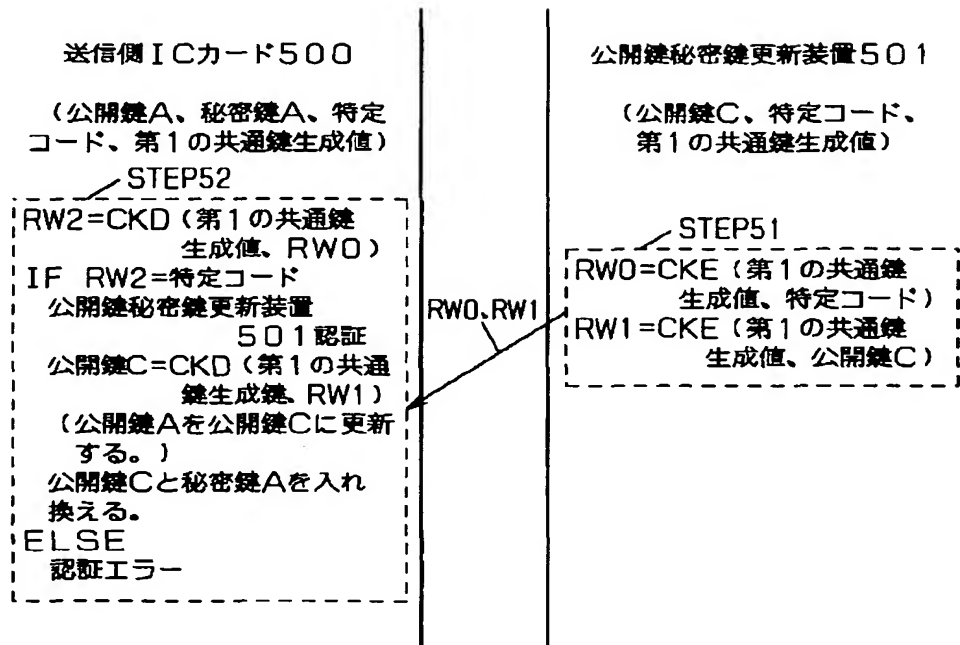 送信側ICカード500
(公開鍵A、秘密鍵A、特定
コード、第1の共通鍵生成値)
STEP52
RW2=CKD(第1の共通鍵
生成値、RW0)
IF RW2=特定コード
公開鍵秘密鍵更新装置
501認証
公開鍵C=CKD(第1の共通
鍵生成鍵、RW1)
(公開鍵Aを公開鍵Cに更新
する。)
公開鍵Cと秘密鍵Aを入れ
換える。
ELSE
認証エラー
RW0、RW1
公開鍵秘密鍵更新装置501
(公開鍵C、特定コード、
第1の共通鍵生成値)
STEP51
RW0=CKE(第1の共通鍵
生成値、特定コード)
RW1=CKE(第1の共通鍵
生成値、公開鍵C)